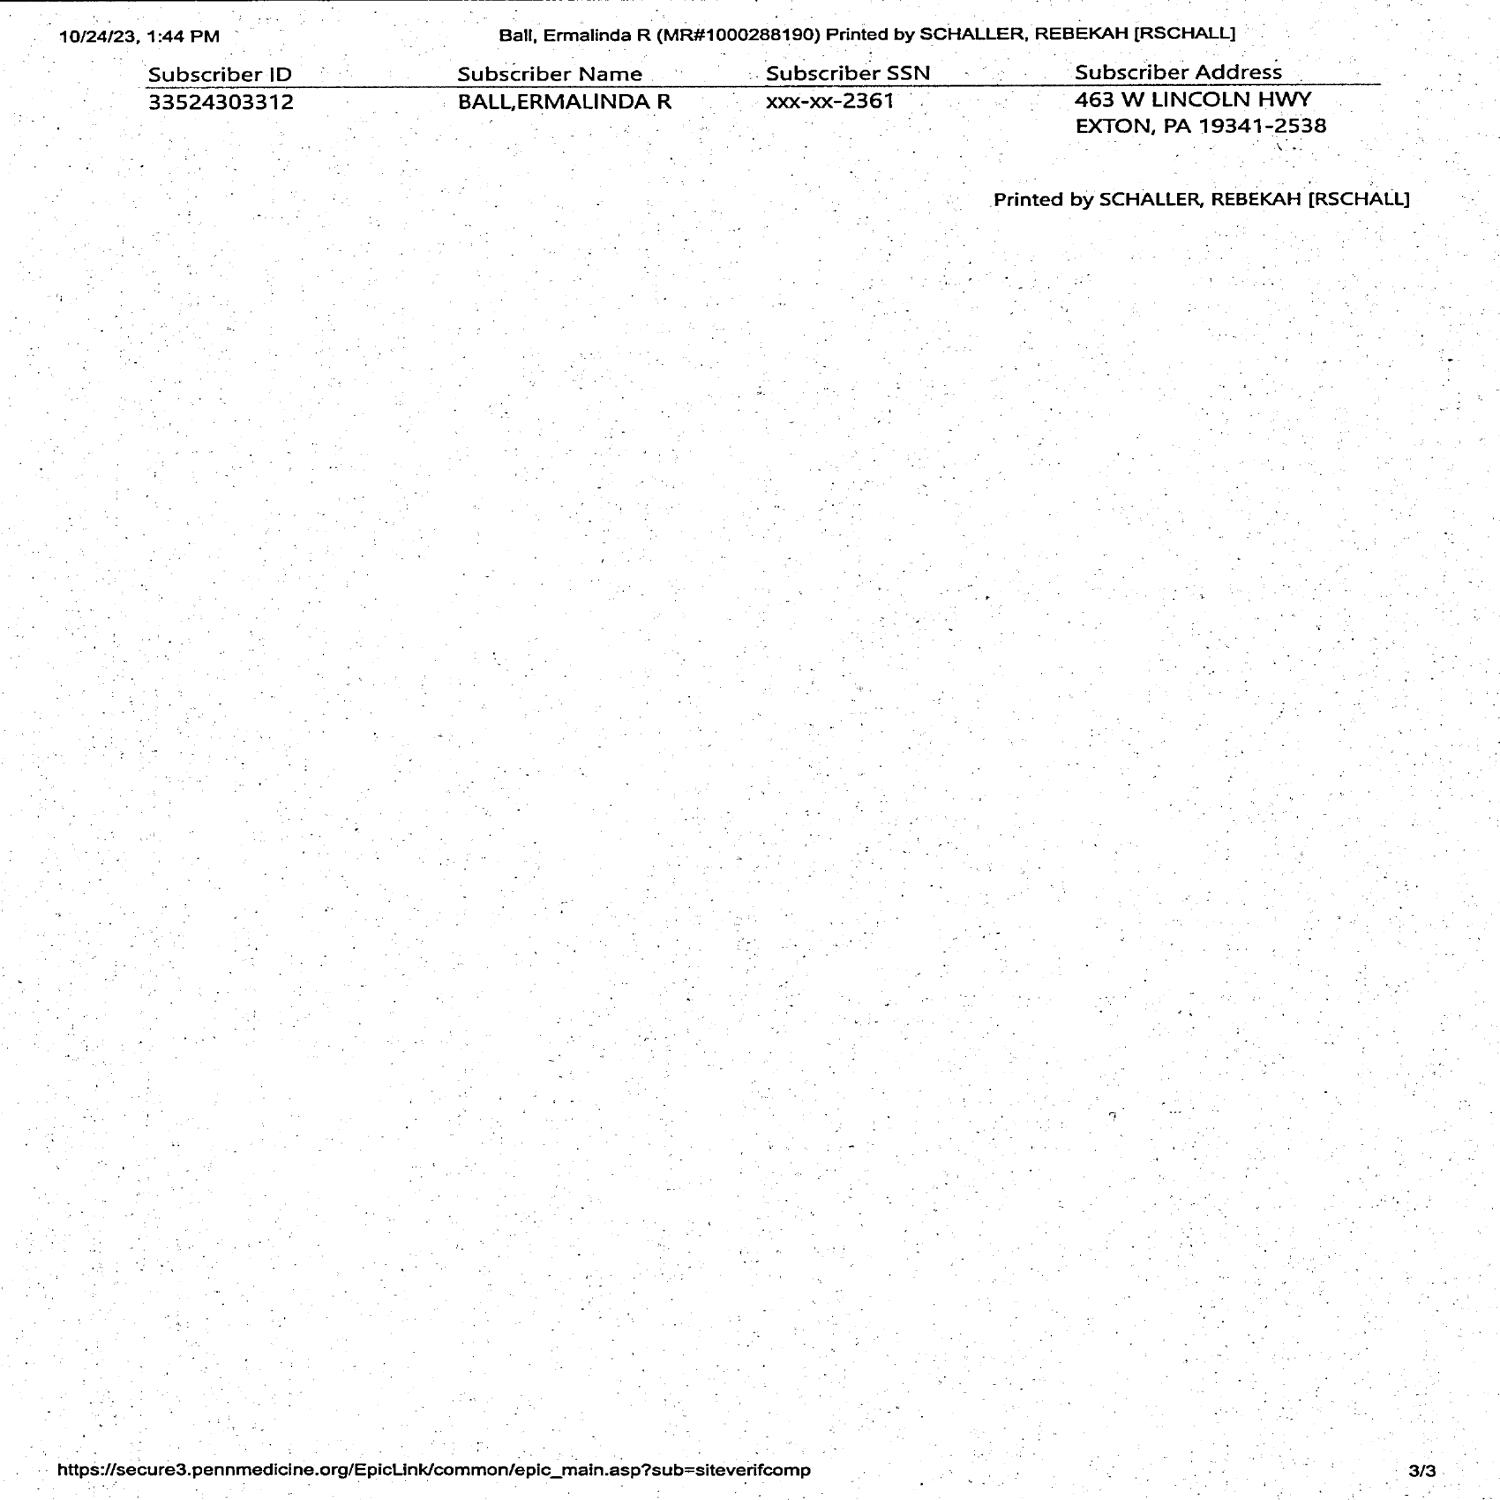 10/24/23, 1:44 PM Ball, Ermalinda R (MR#1000288190) Printed by SCHALLER, REBEKAH [RSCHALL]
Subscriber ID Subscriber Name Subscriber SSN Subscriber Address
33524303312 BALL,ERMALINDA R xxx-xx-2361 463 W LINCOLN HWY
EXTON, PA 19341-2538
Printed by SCHALLER, REBEKAH [RSCHALL]
https://secure3.pennmedicine.org/EpicLink/common/epic_main.asp?sub=siteverifcomp 3/3